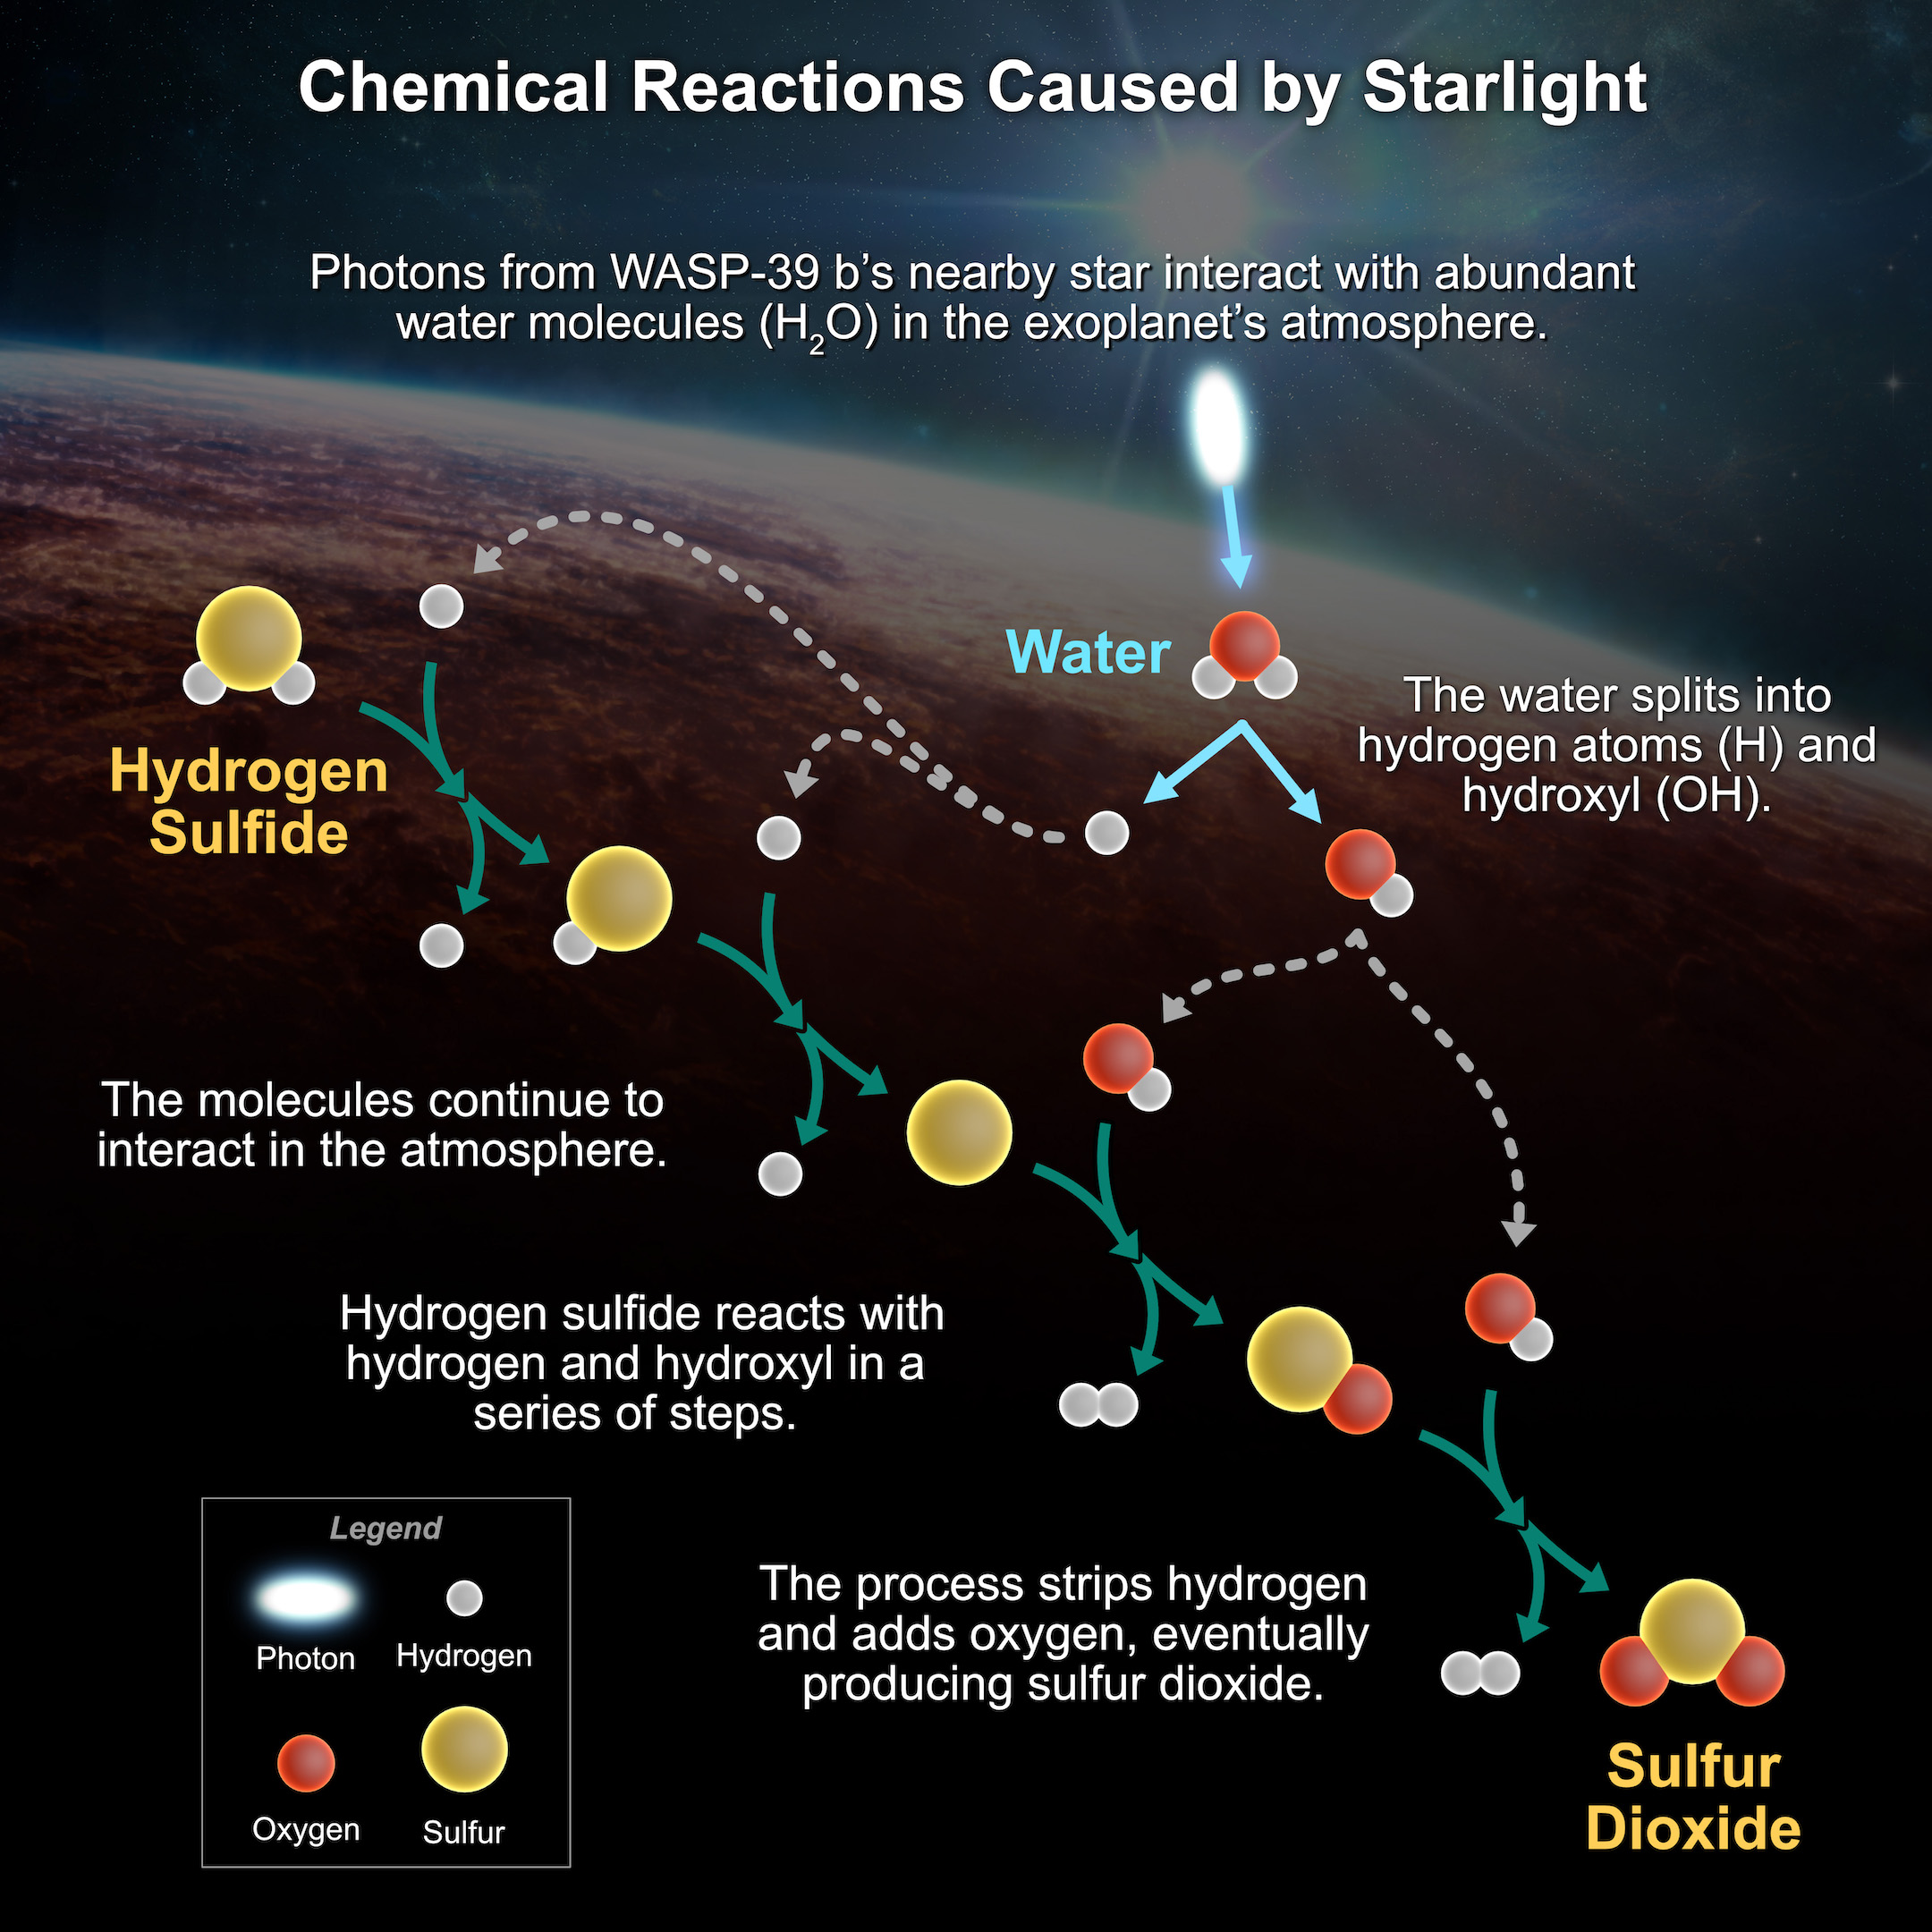 Chemical Reactions Caused by Starlight
Photons from WASP-39 b’s nearby star interact with abundant
water molecules (H₂O) in the exoplanet’s atmosphere.
Water
The water splits into
hydrogen atoms (H) and
hydroxyl (OH).
Hydrogen
Sulfide
The molecules continue to
interact in the atmosphere.
Hydrogen sulfide reacts with
hydrogen and hydroxyl in a
series of steps.
The process strips hydrogen
and adds oxygen, eventually
producing sulfur dioxide.
Sulfur
Dioxide
Legend
Photon
Hydrogen
Oxygen
Sulfur